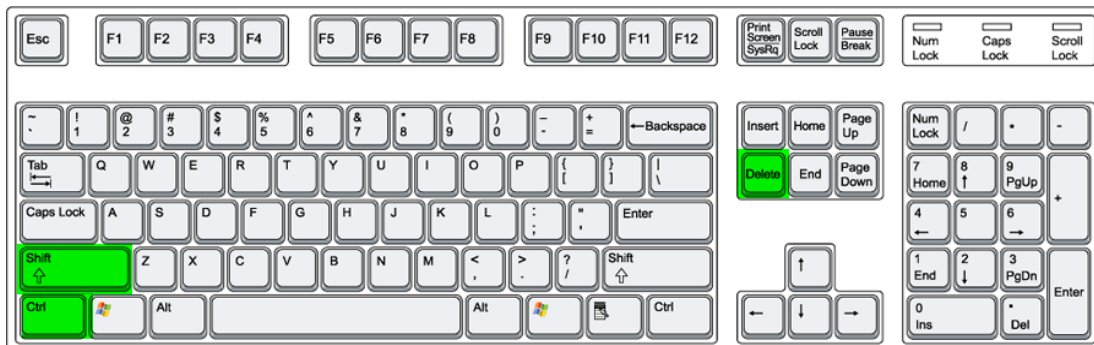 Esc F1 F2 F3 F4 F5 F6 F7 F8 F9 F10 F11 F12 Print Screen SysRq Scroll Lock Pause Break Num Lock Caps Lock Scroll Lock
~ ` ! 1 @ 2 # 3 $ 4 % 5 ^ 6 & 7 * 8 ( 9 ) 0 – - + = ←Backspace Insert Home Page Up Num Lock / * -
Tab Q W E R T Y U I O P { [ } ] | \ Delete End Page Down 7 Home 8 ↑ 9 PgUp +
Caps Lock A S D F G H J K L : ; " ' Enter 4 ← 5 6 →
Shift Z X C V B N M < , > . ? / Shift ↑ 1 End 2 ↓ 3 PgDn Enter
Ctrl Alt Alt Ctrl ← ↓ → 0 Ins . Del